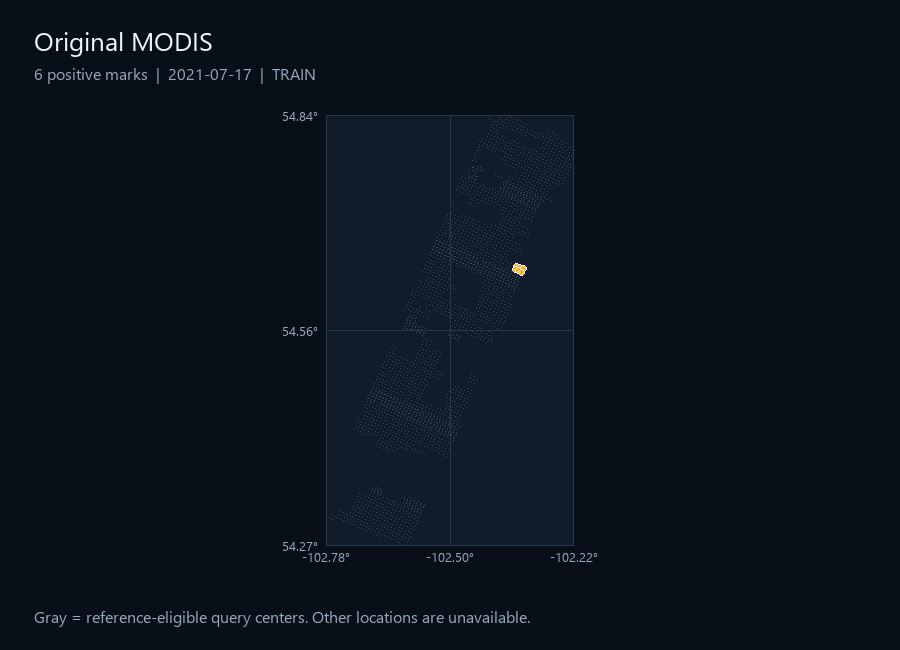 Original MODIS
6 positive marks | 2021-07-17 | TRAIN
54.84°
54.56°
54.27°
-102.78° -102.50° -102.22°
Gray = reference-eligible query centers. Other locations are unavailable.